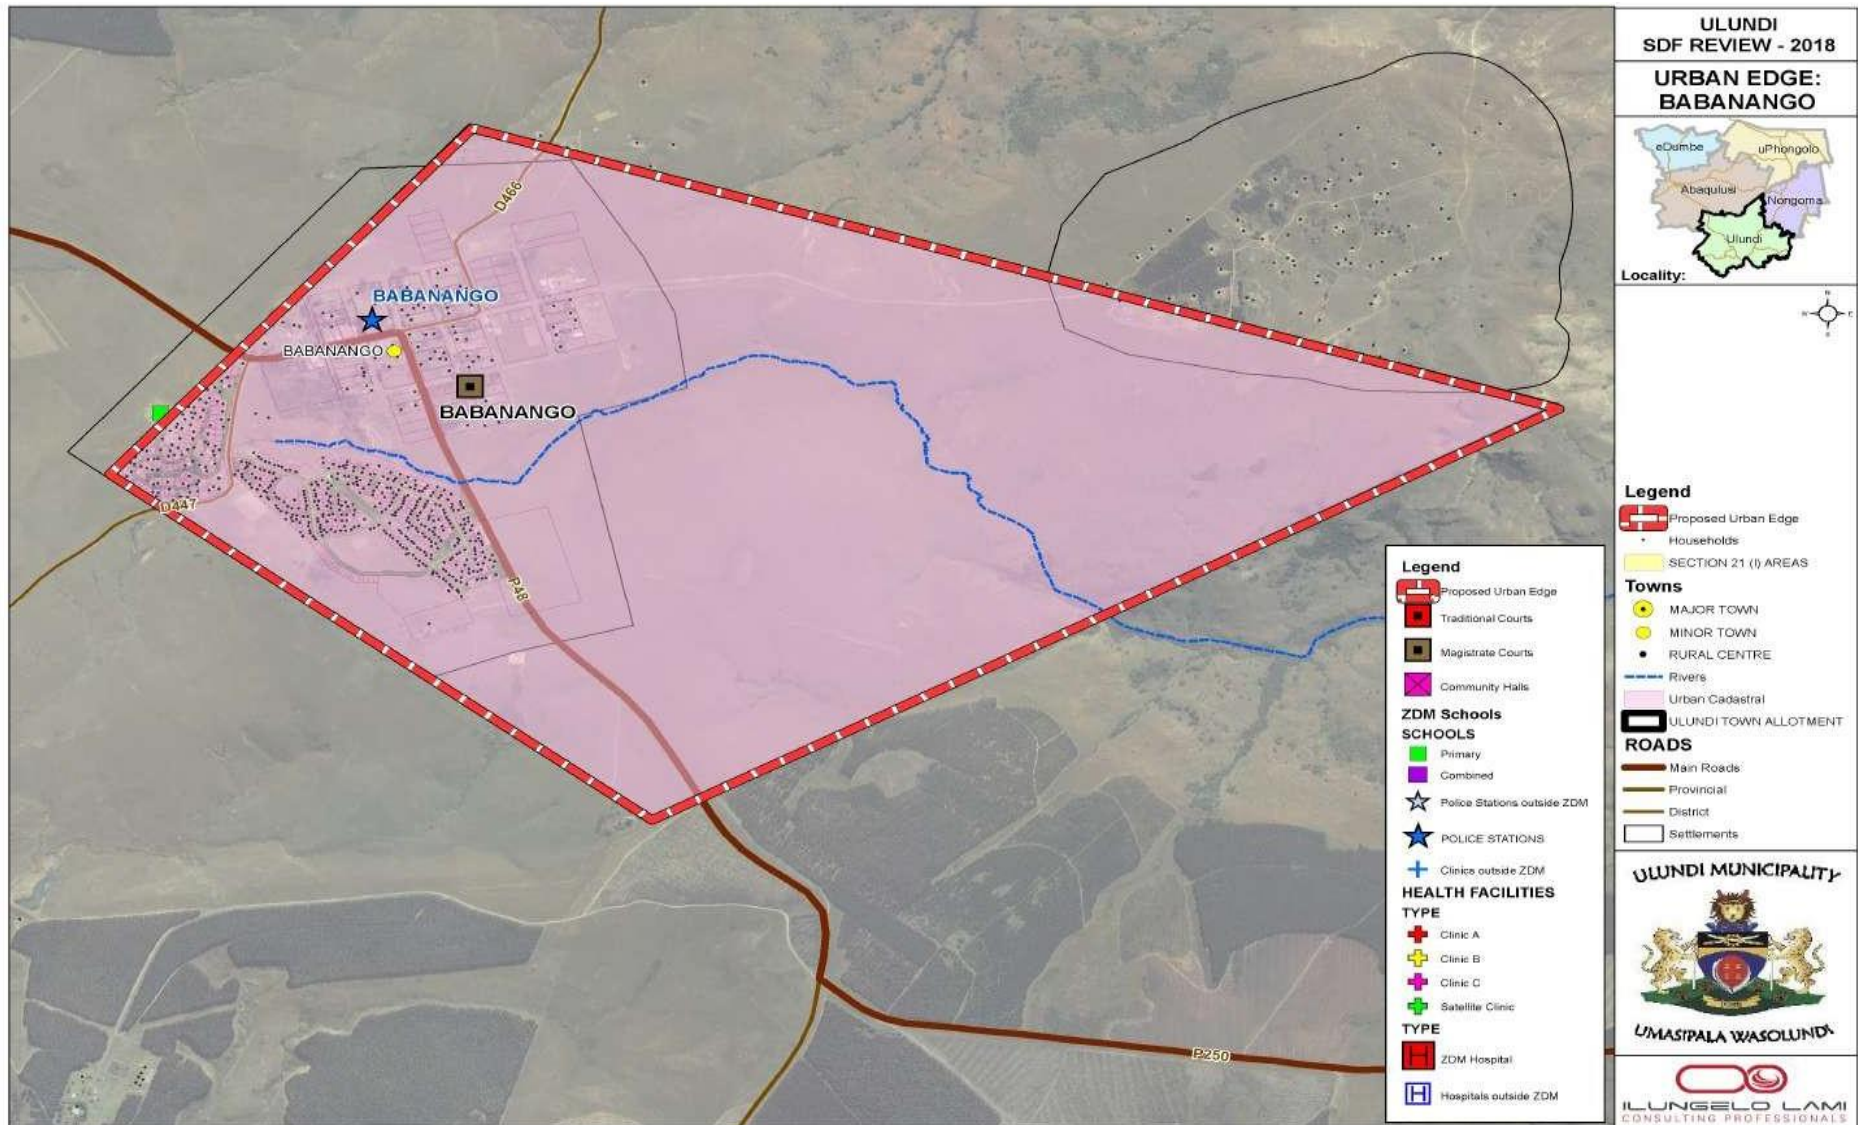 ULUNDI
SDF REVIEW - 2018
URBAN EDGE:
BABANANGO
eDumbe
uPhongolo
Abaqulusi
Nongoma
Ulundi
Locality:
N
W
E
S
D466
BABANANGO
BABANANGO
BABANANGO
D447
P48
P250
Legend
Proposed Urban Edge
Traditional Courts
Magistrate Courts
Community Halls
ZDM Schools
SCHOOLS
Primary
Combined
Police Stations outside ZDM
POLICE STATIONS
Clinics outside ZDM
HEALTH FACILITIES
TYPE
Clinic A
Clinic B
Clinic C
Satellite Clinic
TYPE
ZDM Hospital
Hospitals outside ZDM
Legend
Proposed Urban Edge
Households
SECTION 21 (I) AREAS
Towns
MAJOR TOWN
MINOR TOWN
RURAL CENTRE
Rivers
Urban Cadastral
ULUNDI TOWN ALLOTMENT
ROADS
Main Roads
Provincial
District
Settlements
ULUNDI MUNICIPALITY
UMASIPALA WASOLUNDI
ILUNGELO LAMI
CONSULTING PROFESSIONALS